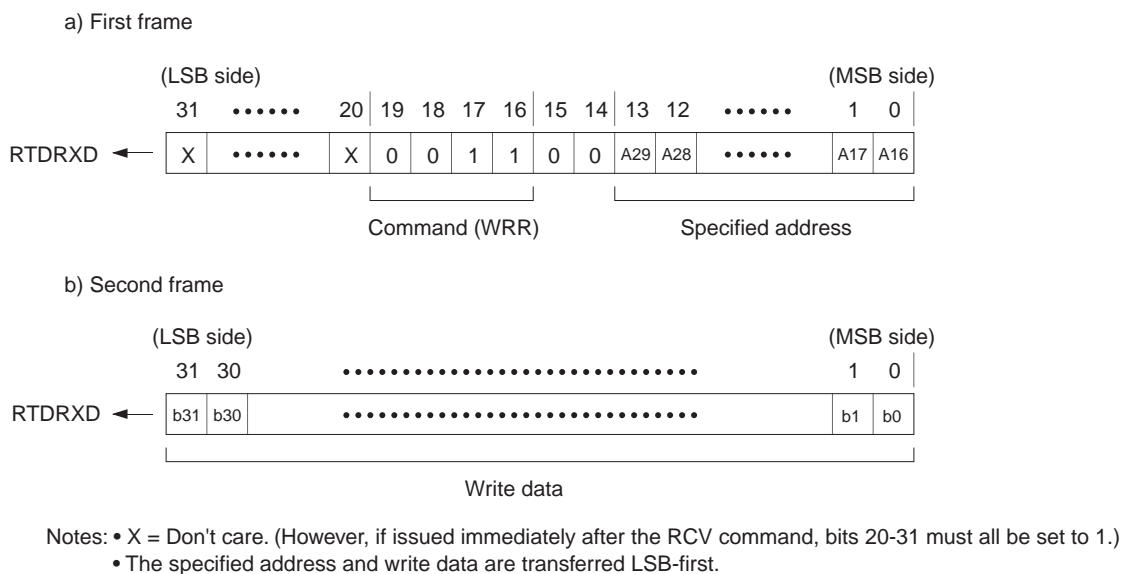 a) First frame
(LSB side) (MSB side)
31 •••••• 20 19 18 17 16 15 14 13 12 •••••• 1 0
RTDRXD X •••••• X 0 0 1 1 0 0 A29 A28 •••••• A17 A16
Command (WRR) Specified address
b) Second frame
(LSB side) (MSB side)
31 30 •••••••••••••••••••••••••••••• 1 0
RTDRXD b31 b30 •••••••••••••••••••••••••••••• b1 b0
Write data
Notes: • X = Don't care. (However, if issued immediately after the RCV command, bits 20-31 must all be set to 1.)
• The specified address and write data are transferred LSB-first.